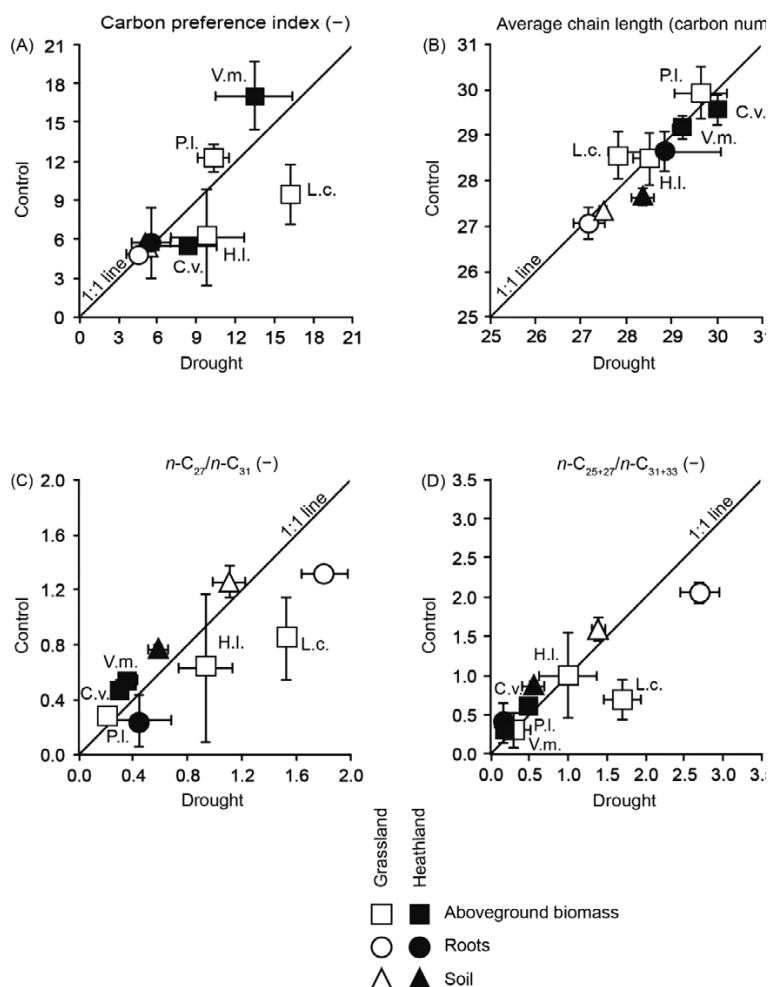 (A) Carbon preference index (−)
21
18
15
12
9
6
3
0
Control
V.m.
P.l.
L.c.
H.l.
C.v.
1:1 line
0 3 6 9 12 15 18 21
Drought
(B) Average chain length (carbon num
31
30
29
28
27
26
25
Control
P.l.
C.v.
V.m.
L.c.
H.l.
1:1 line
25 26 27 28 29 30 31
Drought
(C) n-C27/n-C31 (−)
2.0
1.6
1.2
0.8
0.4
0.0
Control
1:1 line
H.l.
L.c.
V.m.
C.v.
P.l.
0.0 0.4 0.8 1.2 1.6 2.0
Drought
(D) n-C25+27/n-C31+33 (−)
3.5
3.0
2.5
2.0
1.5
1.0
0.5
0.0
Control
1:1 line
H.l.
L.c.
C.v.
P.l.
V.m.
0.0 0.5 1.0 1.5 2.0 2.5 3.0 3.5
Drought
Grassland
Heathland
Aboveground biomass
Roots
Soil